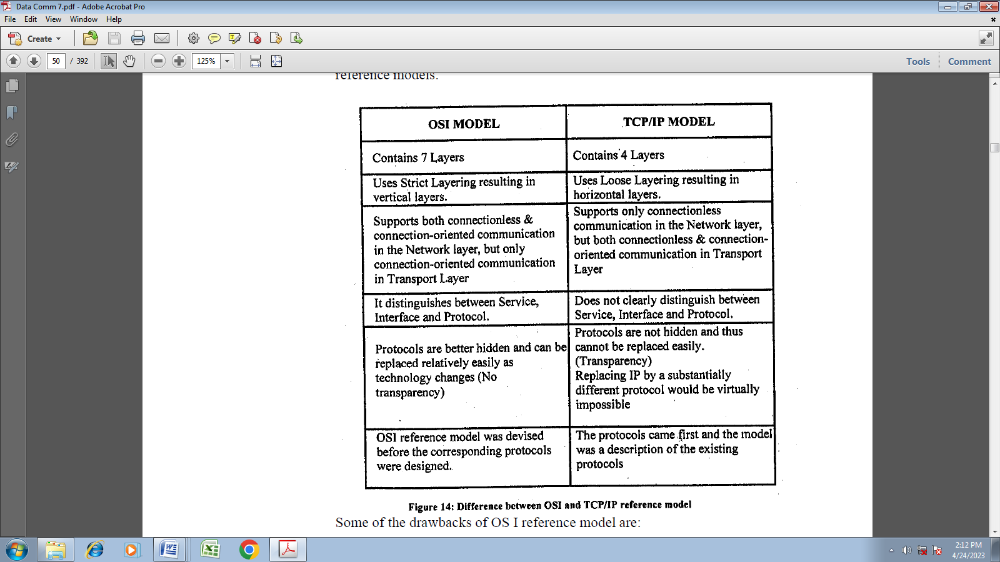 Data Comm 7.pdf - Adobe Acrobat Pro
File Edit View Window Help
Create
50 / 392 125% Tools Comment
reference models.
OSI MODEL
TCP/IP MODEL
Contains 7 Layers
Contains 4 Layers
Uses Strict Layering resulting in
vertical layers.
Uses Loose Layering resulting in
horizontal layers.
Supports both connectionless &
connection-oriented communication
in the Network layer, but only
connection-oriented communication
in Transport Layer
Supports only connectionless
communication in the Network layer,
but both connectionless & connection-
oriented communication in Transport
Layer
It distinguishes between Service,
Interface and Protocol.
Does not clearly distinguish between
Service, Interface and Protocol.
Protocols are better hidden and can be
replaced relatively easily as
technology changes (No
transparency)
Protocols are not hidden and thus
cannot be replaced easily.
(Transparency)
Replacing IP by a substantially
different protocol would be virtually
impossible
OSI reference model was devised
before the corresponding protocols
were designed.
The protocols came first and the model
was a description of the existing
protocols
Figure 14: Difference between OSI and TCP/IP reference model
Some of the drawbacks of OS I reference model are:
2:12 PM
4/24/2023